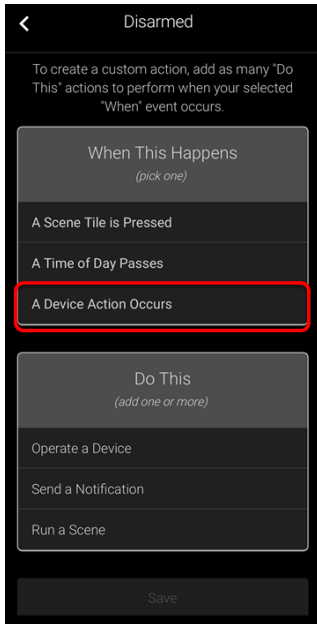 Disarmed
To create a custom action, add as many "Do
This" actions to perform when your selected
"When" event occurs.
When This Happens
(pick one)
A Scene Tile is Pressed
A Time of Day Passes
A Device Action Occurs
Do This
(add one or more)
Operate a Device
Send a Notification
Run a Scene
Save